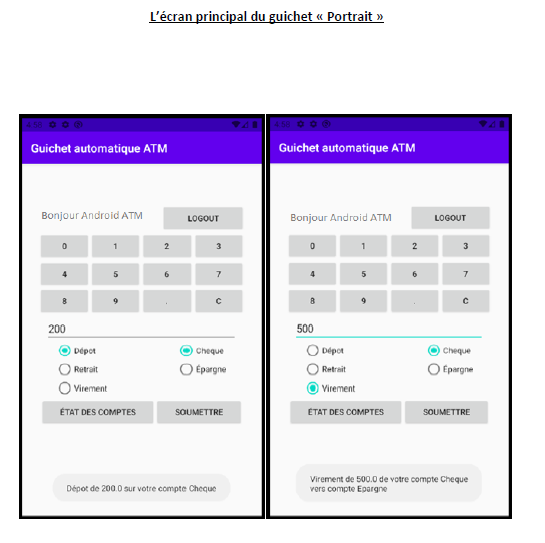 L'écran principal du guichet « Portrait »
Guichet automatique ATM
Bonjour Android ATM
LOGOUT
0 1 2 3
4 5 6 7
8 9 . C
200
Dépot Cheque
Retrait Épargne
Virement
ÉTAT DES COMPTES SOUMETTRE
Dépot de 200.0 sur votre compte Cheque
Guichet automatique ATM
Bonjour Android ATM
LOGOUT
0 1 2 3
4 5 6 7
8 9 . C
500
Dépot Cheque
Retrait Épargne
Virement
ÉTAT DES COMPTES SOUMETTRE
Virement de 500.0 de votre compte Cheque
vers compte Epargne